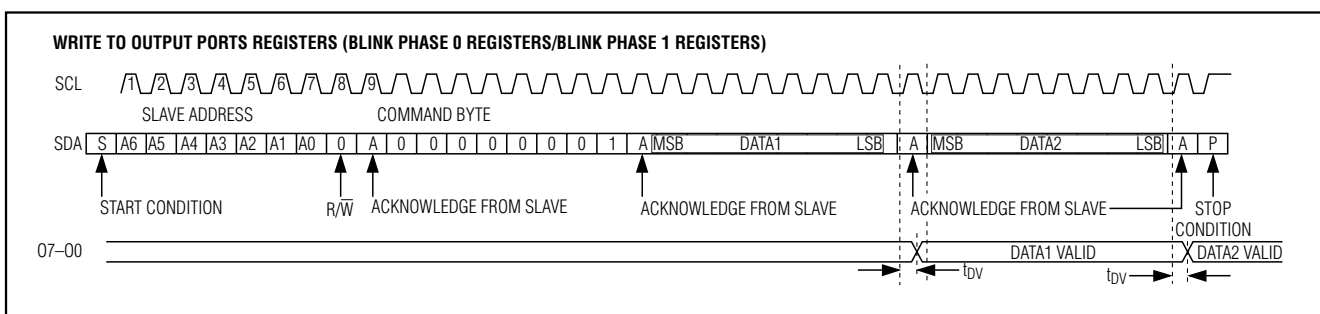 WRITE TO OUTPUT PORTS REGISTERS (BLINK PHASE 0 REGISTERS/BLINK PHASE 1 REGISTERS)
SCL 1 2 3 4 5 6 7 8 9
SLAVE ADDRESS COMMAND BYTE
SDA S A6 A5 A4 A3 A2 A1 A0 0 A 0 0 0 0 0 0 0 1 A MSB DATA1 LSB A MSB DATA2 LSB A P
START CONDITION R/W̅ ACKNOWLEDGE FROM SLAVE ACKNOWLEDGE FROM SLAVE ACKNOWLEDGE FROM SLAVE STOP
CONDITION
O7–O0 DATA1 VALID DATA2 VALID
tDV tDV